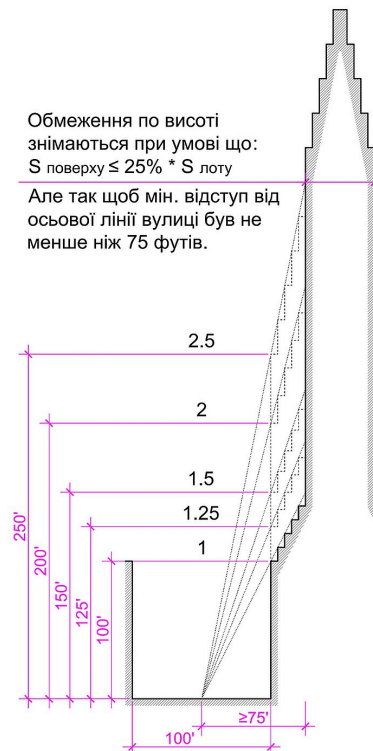 Обмеження по висоті
знімаються при умові що:
S поверху ≤ 25% * S лоту
Але так щоб мін. відступ від
осьової лінії вулиці був не
менше ніж 75 футів.
2.5
2
1.5
1.25
1
250'
200'
150'
125'
100'
≥75'
100'